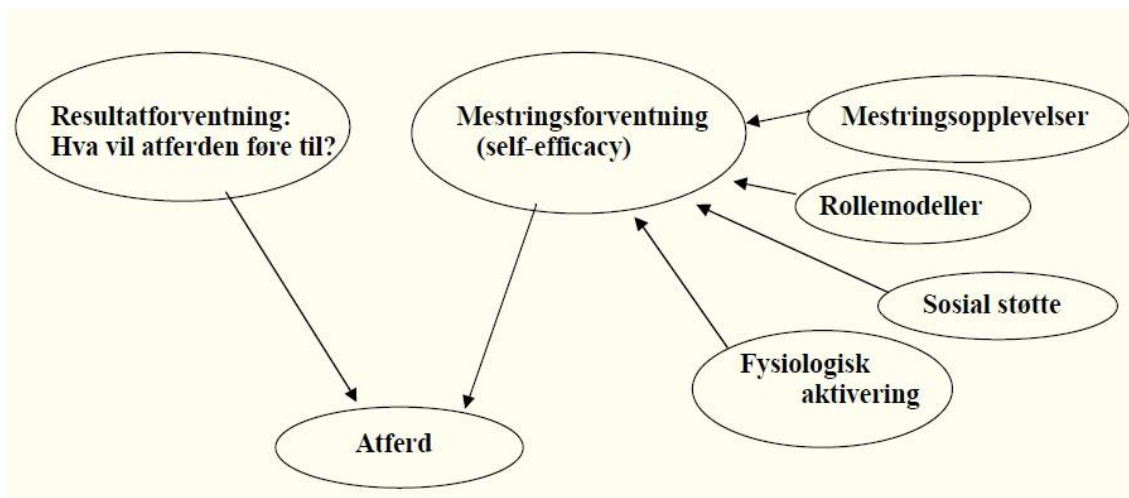 Resultatforventning:
Hva vil atferden føre til?
Mestringsforventning
(self-efficacy)
Mestringsopplevelser
Rollemodeller
Sosial støtte
Fysiologisk
aktivering
Atferd